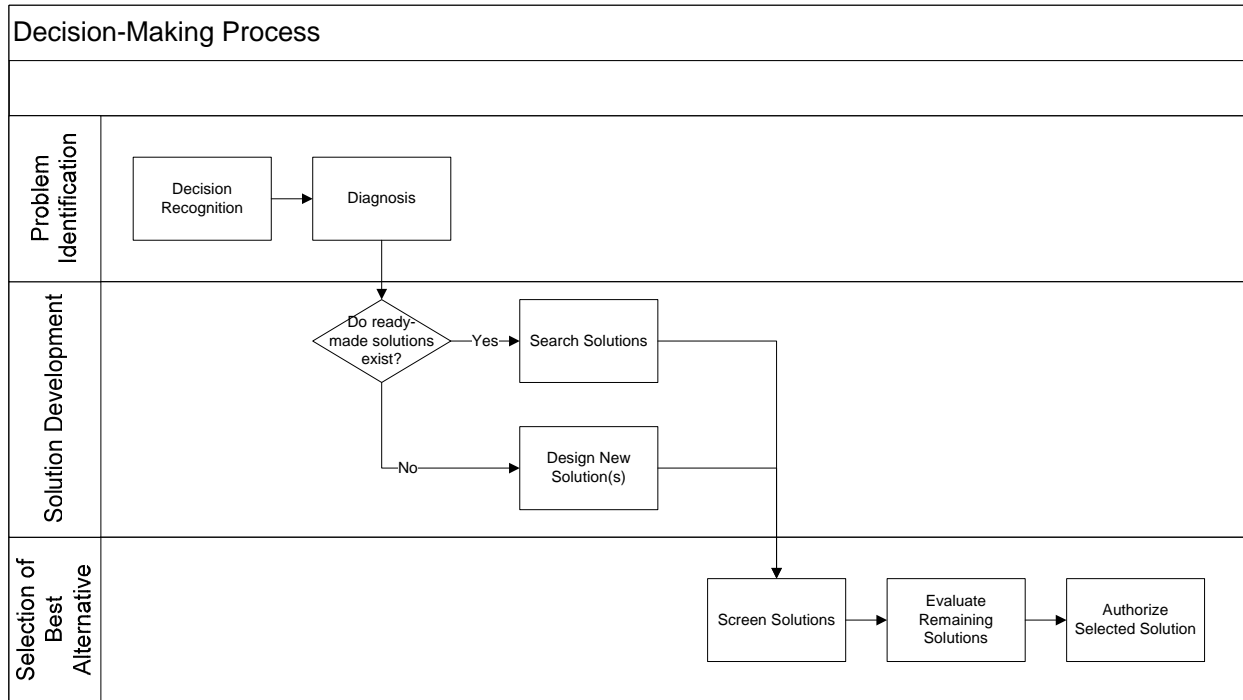 Decision-Making Process
Problem
Identification
Decision
Recognition
Diagnosis
Solution Development
Do ready-
made solutions
exist?
Yes
Search Solutions
No
Design New
Solution(s)
Selection of
Best
Alternative
Screen Solutions
Evaluate
Remaining
Solutions
Authorize
Selected Solution